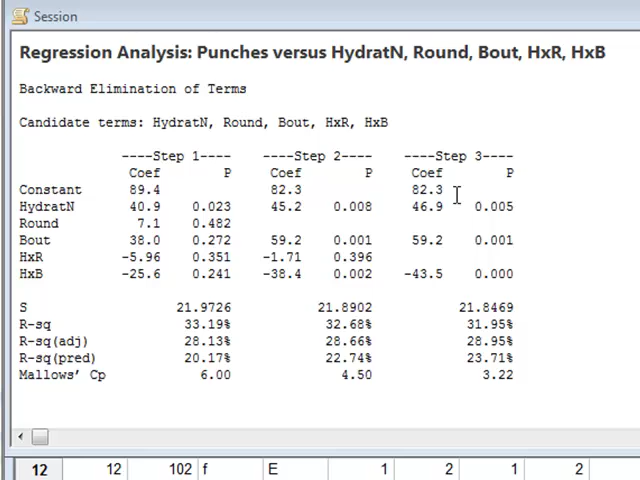 Session
Regression Analysis: Punches versus HydratN, Round, Bout, HxR, HxB
Backward Elimination of Terms
Candidate terms: HydratN, Round, Bout, HxR, HxB
----Step 1---- ----Step 2---- ----Step 3----
Coef P Coef P Coef P
Constant 89.4 82.3 82.3
HydratN 40.9 0.023 45.2 0.008 46.9 0.005
Round 7.1 0.482
Bout 38.0 0.272 59.2 0.001 59.2 0.001
HxR -5.96 0.351 -1.71 0.396
HxB -25.6 0.241 -38.4 0.002 -43.5 0.000
S 21.9726 21.8902 21.8469
R-sq 33.19% 32.68% 31.95%
R-sq(adj) 28.13% 28.66% 28.95%
R-sq(pred) 20.17% 22.74% 23.71%
Mallows’ Cp 6.00 4.50 3.22
12 12 102 f E 1 2 1 2